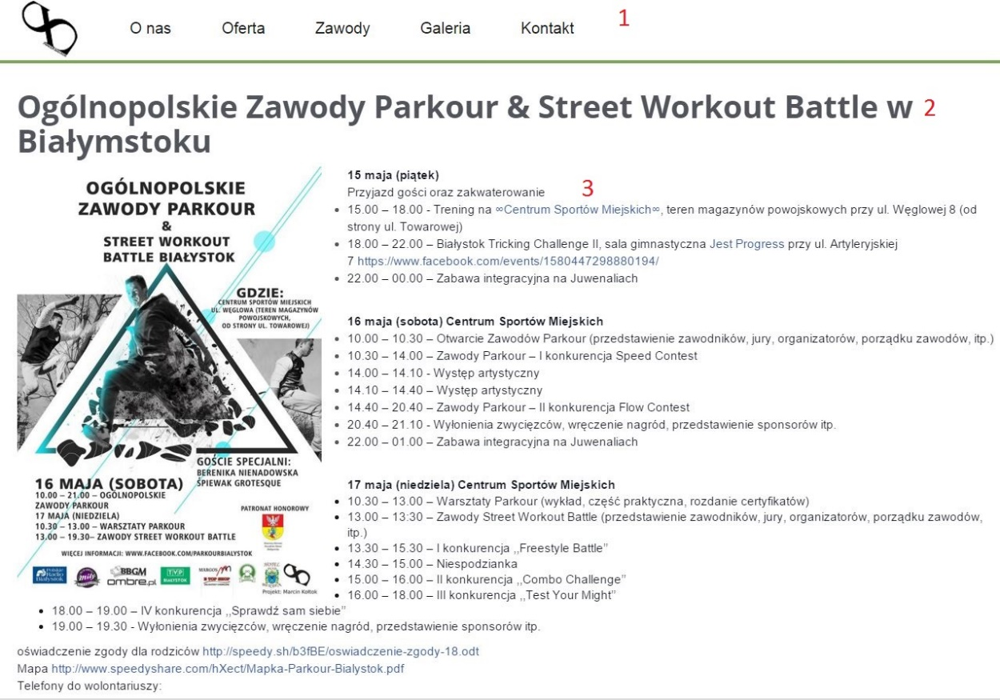 O nas Oferta Zawody Galeria Kontakt 1
Ogólnopolskie Zawody Parkour & Street Workout Battle w 2
Białymstoku
OGÓLNOPOLSKIE
ZAWODY PARKOUR
&
STREET WORKOUT
BATTLE BIAŁYSTOK
GDZIE:
CENTRUM SPORTÓW MIEJSKICH
UL. WĘGLOWA (TEREN MAGAZYNÓW
POWOJSKOWYCH,
OD STRONY UL. TOWAROWEJ)
GOŚCIE SPECJALNI:
BERENIKA NIENADOWSKA
ŚPIEWAK GROTESQUE
16 MAJA (SOBOTA)
10.00 – 21.00 – OGÓLNOPOLSKIE
ZAWODY PARKOUR
17 MAJA (NIEDZIELA)
10.30 – 13.00 – WARSZTATY PARKOUR
13.00 – 19.30– ZAWODY STREET WORKOUT BATTLE
PATRONAT HONOROWY
WIĘCEJ INFORMACJI: WWW.FACEBOOK.COM/PARKOURBIALYSTOK
Polskie
Radio
Białystok
BBGM
ombre.pl
TVP
BIAŁYSTOK
Projekt: Marcin Kołtok
15 maja (piątek)
Przyjazd gości oraz zakwaterowanie 3
15.00 – 18.00 - Trening na ∞Centrum Sportów Miejskich∞, teren magazynów powojskowych przy ul. Węglowej 8 (od
strony ul. Towarowej)
18.00 – 22.00 – Białystok Tricking Challenge II, sala gimnastyczna Jest Progress przy ul. Artyleryjskiej
7 https://www.facebook.com/events/1580447298880194/
22.00 – 00.00 – Zabawa integracyjna na Juwenaliach
16 maja (sobota) Centrum Sportów Miejskich
10.00 – 10.30 – Otwarcie Zawodów Parkour (przedstawienie zawodników, jury, organizatorów, porządku zawodów, itp.)
10.30 – 14.00 – Zawody Parkour – I konkurencja Speed Contest
14.00 – 14.10 - Występ artystyczny
14.10 – 14.40 – Występ artystyczny
14.40 – 20.40 – Zawody Parkour – II konkurencja Flow Contest
20.40 – 21.10 - Wyłonienia zwycięzców, wręczenie nagród, przedstawienie sponsorów itp.
22.00 – 01.00 – Zabawa integracyjna na Juwenaliach
17 maja (niedziela) Centrum Sportów Miejskich
10.30 – 13.00 – Warsztaty Parkour (wykład, część praktyczna, rozdanie certyfikatów)
13.00 – 13:30 – Zawody Street Workout Battle (przedstawienie zawodników, jury, organizatorów, porządku zawodów,
itp.)
13.30 – 15.30 – I konkurencja ,,Freestyle Battle”
14.30 – 15.00 - Niespodzianka
15.00 – 16.00 – II konkurencja ,,Combo Challenge”
16.00 – 18.00 – III konkurencja ,,Test Your Might”
18.00 – 19.00 – IV konkurencja ,,Sprawdź sam siebie”
19.00 – 19.30 - Wyłonienia zwycięzców, wręczenie nagród, przedstawienie sponsorów itp.
oświadczenie zgody dla rodziców http://speedy.sh/b3fBE/oswiadczenie-zgody-18.odt
Mapa http://www.speedyshare.com/hXect/Mapka-Parkour-Bialystok.pdf
Telefony do wolontariuszy: